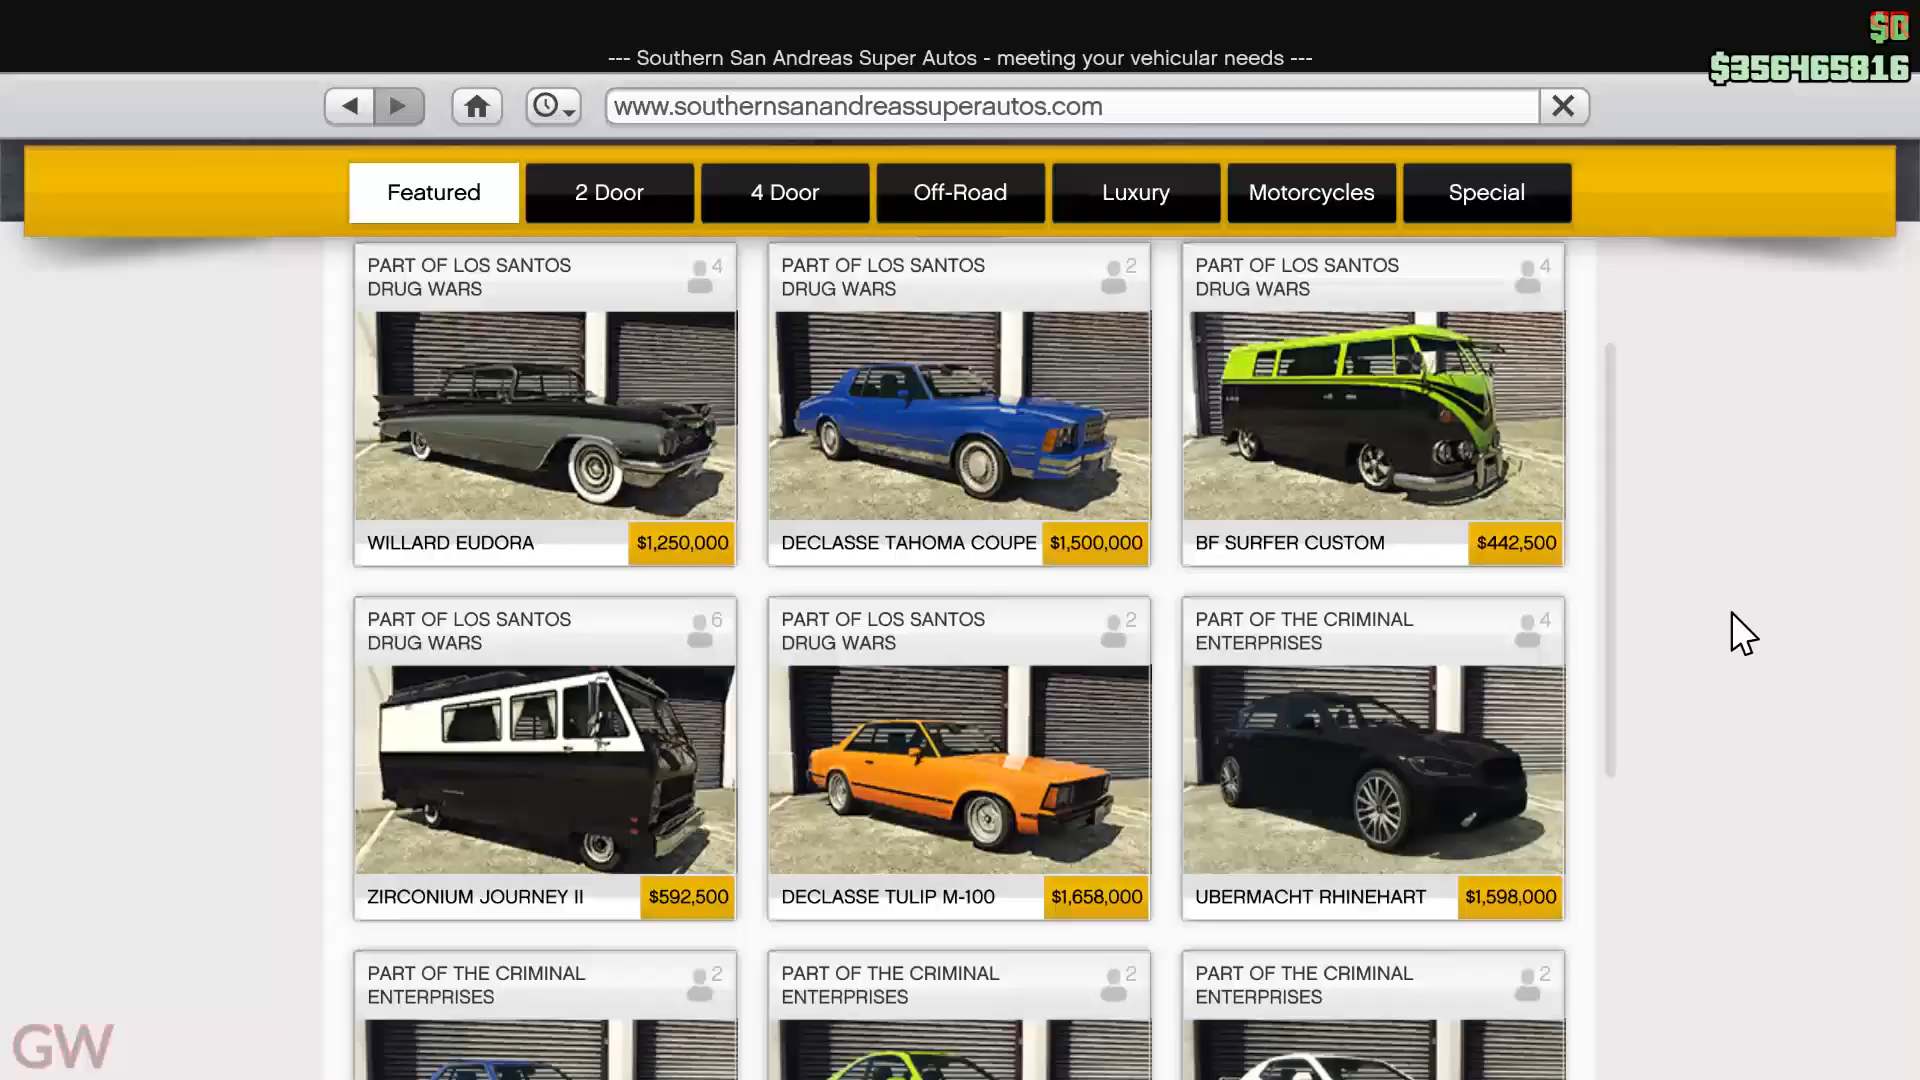 $0
--- Southern San Andreas Super Autos - meeting your vehicular needs ---
$356465816
www.southernsanandreassuperautos.com
Featured
2 Door
4 Door
Off-Road
Luxury
Motorcycles
Special
PART OF LOS SANTOS
DRUG WARS
4
WILLARD EUDORA
$1,250,000
PART OF LOS SANTOS
DRUG WARS
2
DECLASSE TAHOMA COUPE
$1,500,000
PART OF LOS SANTOS
DRUG WARS
4
BF SURFER CUSTOM
$442,500
PART OF LOS SANTOS
DRUG WARS
6
ZIRCONIUM JOURNEY II
$592,500
PART OF LOS SANTOS
DRUG WARS
2
DECLASSE TULIP M-100
$1,658,000
PART OF THE CRIMINAL
ENTERPRISES
4
UBERMACHT RHINEHART
$1,598,000
PART OF THE CRIMINAL
ENTERPRISES
2
PART OF THE CRIMINAL
ENTERPRISES
2
PART OF THE CRIMINAL
ENTERPRISES
2
GW